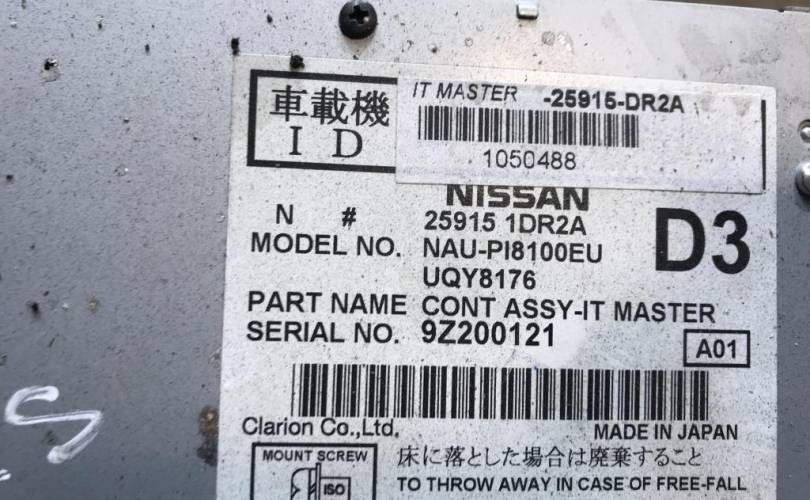 車載機
ID
IT MASTER -25915-DR2A
1050488
NISSAN
N # 25915 1DR2A
D3
MODEL NO. NAU-PI8100EU
UQY8176
PART NAME CONT ASSY-IT MASTER
SERIAL NO. 9Z200121
A01
Clarion Co.,Ltd.
MADE IN JAPAN
MOUNT SCREW
ISO
床に落とした場合は廃棄すること
TO THROW AWAY IN CASE OF FREE-FALL
S